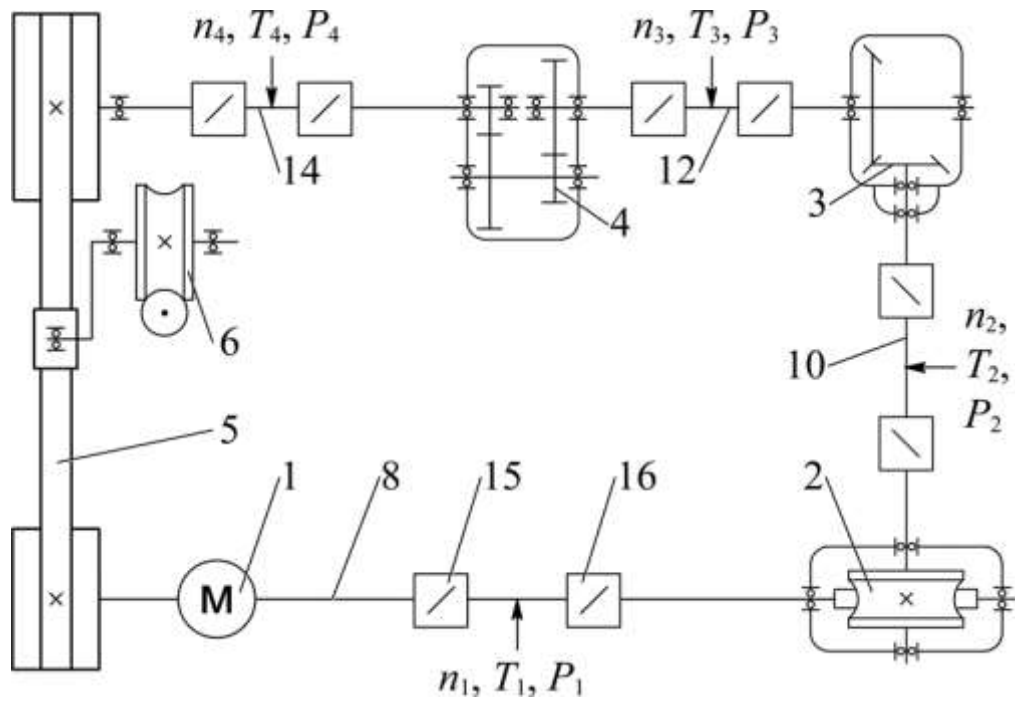 n₄, T₄, P₄
n₃, T₃, P₃
14
12
3
4
6
n₂,
10
T₂,
P₂
5
1
8
15
16
2
M
n₁, T₁, P₁